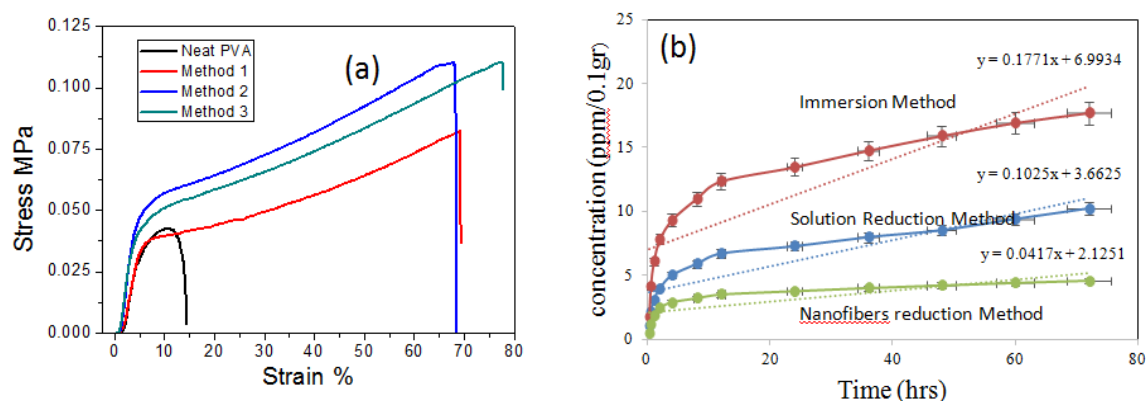 0.125
0.100
0.075
0.050
0.025
0.000
Stress MPa
Neat PVA
Method 1
Method 2
Method 3
(a)
0 10 20 30 40 50 60 70 80
Strain %
25
20
15
10
5
0
concentration (ppm/0.1gr)
(b)
y = 0.1771x + 6.9934
Immersion Method
y = 0.1025x + 3.6625
Solution Reduction Method
y = 0.0417x + 2.1251
Nanofibers reduction Method
0 20 40 60 80
Time (hrs)